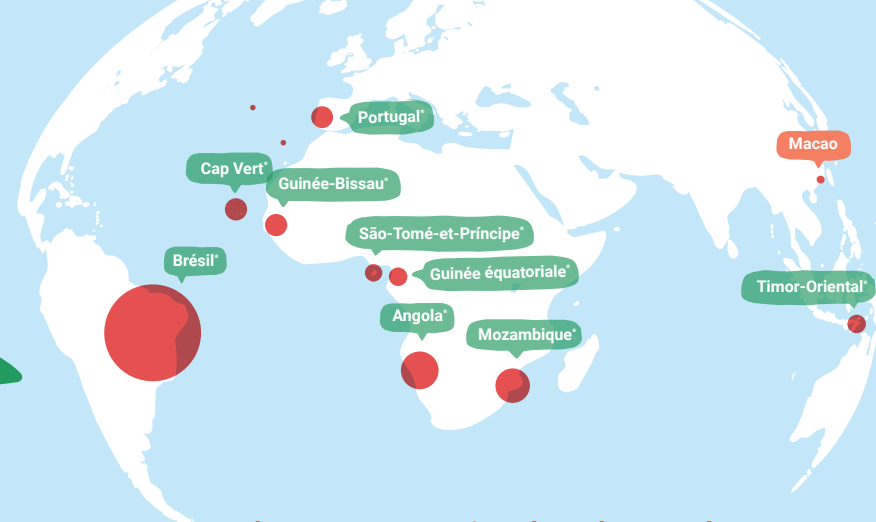 Portugal*
Macao
Cap Vert*
Guinée-Bissau*
São-Tomé-et-Príncipe*
Brésil*
Guinée équatoriale*
Timor-Oriental*
Angola*
Mozambique*